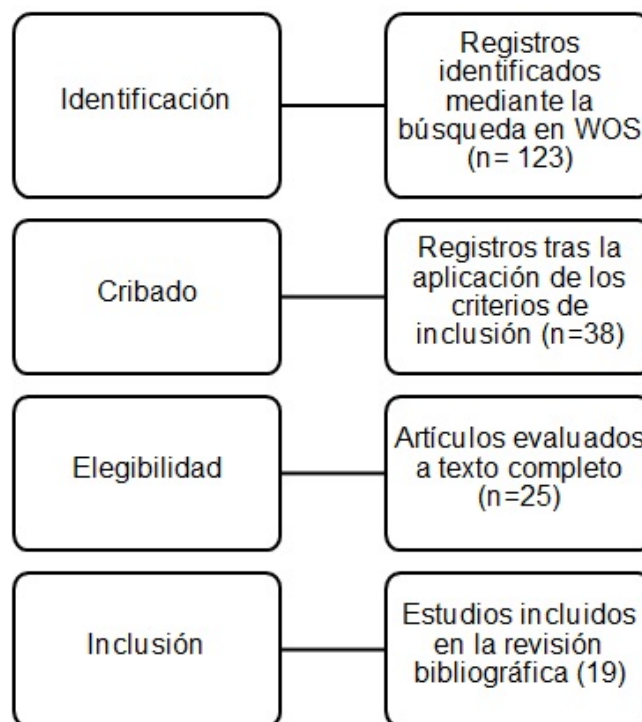 Identificación
Registros
identificados
mediante la
búsqueda en WOS
(n= 123)
Cribado
Registros tras la
aplicación de los
criterios de
inclusión (n=38)
Elegibilidad
Artículos evaluados
a texto completo
(n=25)
Inclusión
Estudios incluidos
en la revisión
bibliográfica (19)